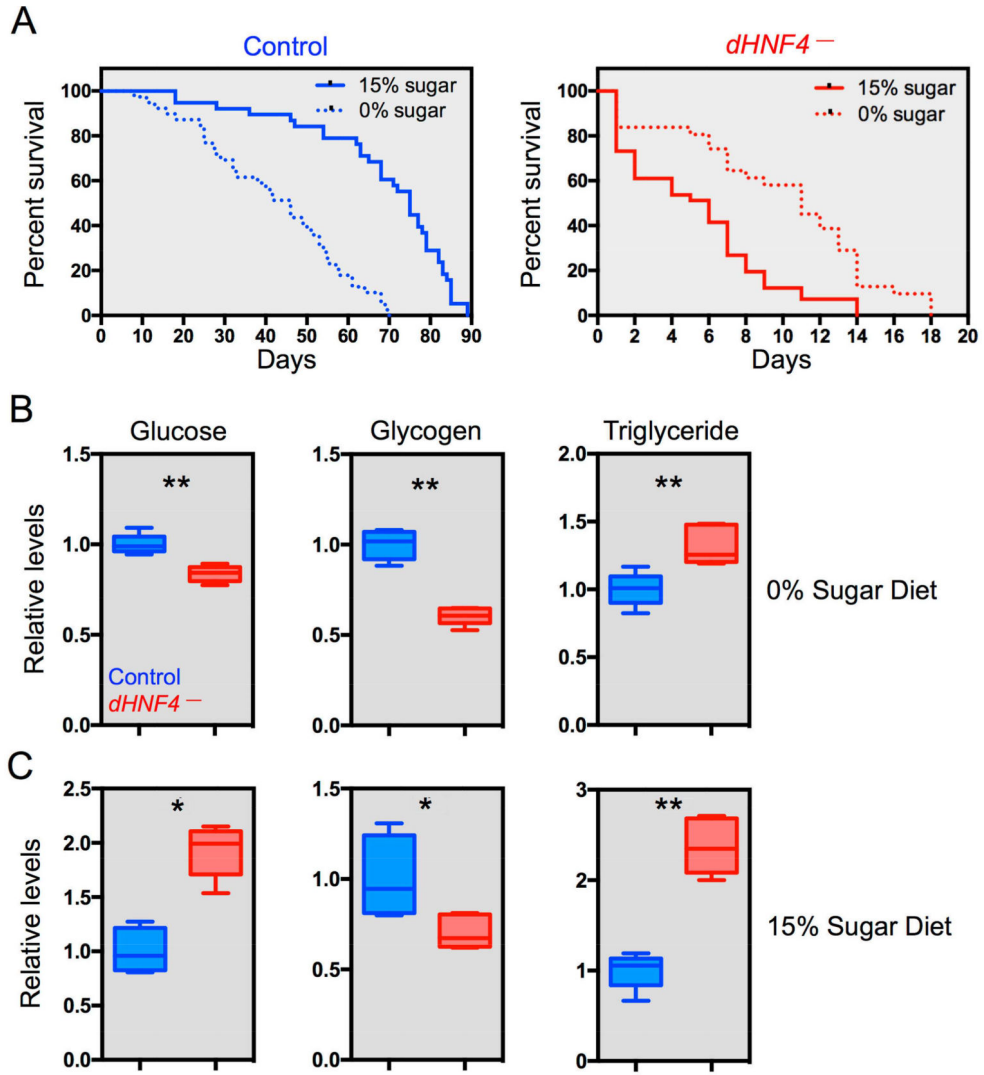 A
Control
dHNF4 —
Percent survival
100
80
60
40
20
0
15% sugar
0% sugar
0 10 20 30 40 50 60 70 80 90
Days
Percent survival
100
80
60
40
20
0
15% sugar
0% sugar
0 2 4 6 8 10 12 14 16 18 20
Days
B
Glucose
Glycogen
Triglyceride
Relative levels
1.5
1.0
0.5
0.0
**
Control
dHNF4 —
1.5
1.0
0.5
0.0
**
2.0
1.5
1.0
0.5
0.0
**
0% Sugar Diet
C
Relative levels
2.5
2.0
1.5
1.0
0.5
0.0
*
1.5
1.0
0.5
0.0
*
3
2
1
0
**
15% Sugar Diet